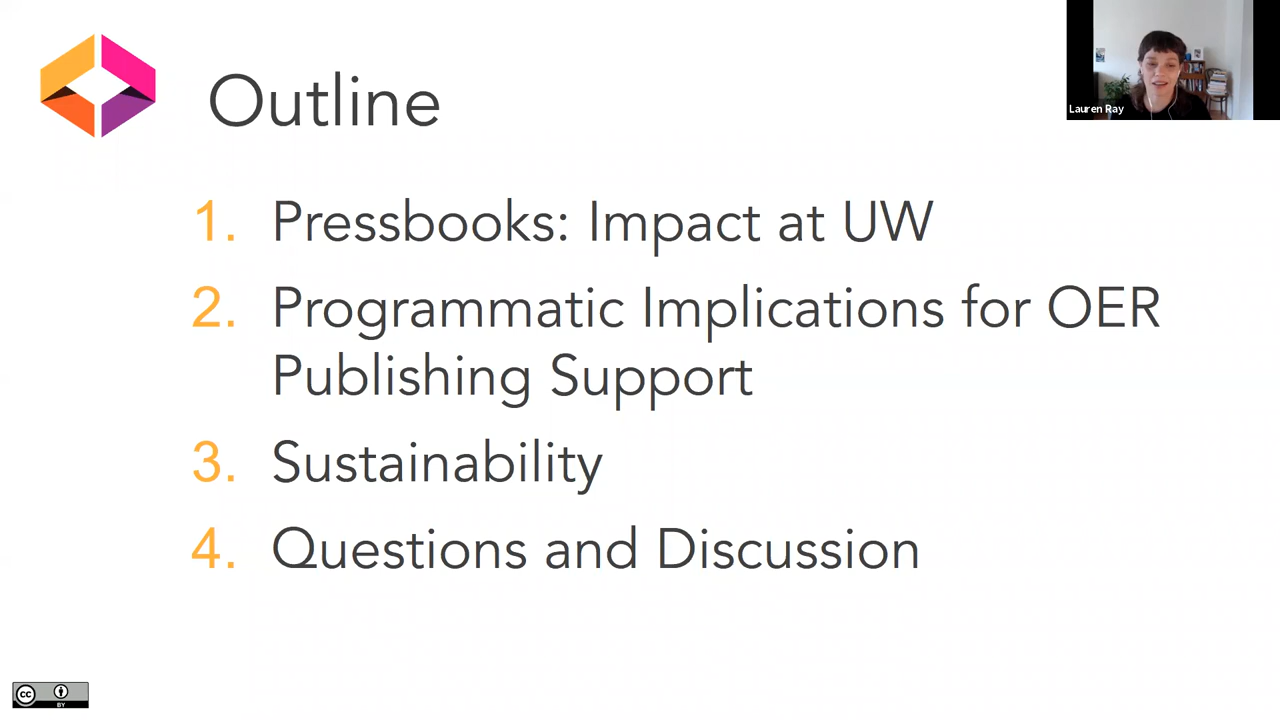 Outline
Lauren Ray
1. Pressbooks: Impact at UW
2. Programmatic Implications for OER
Publishing Support
3. Sustainability
4. Questions and Discussion
CC
BY